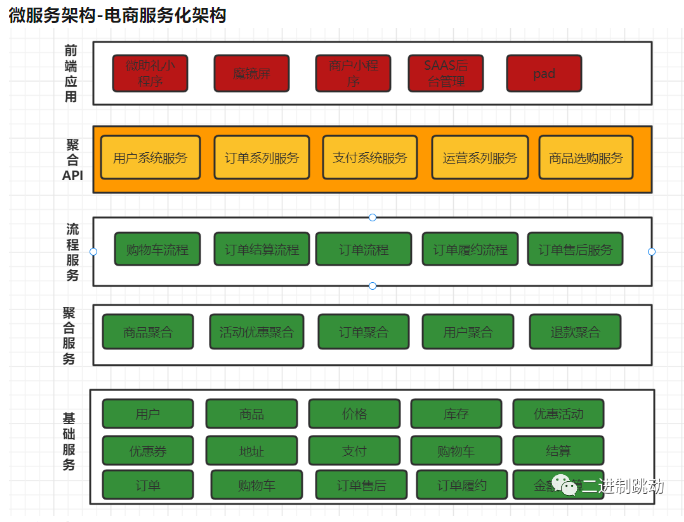 微服务架构-电商服务化架构
前端应用
微助礼小程序
魔镜屏
商户小程序
SAAS后台管理
pad
聚合API
用户系统服务
订单系列服务
支付系统服务
运营系列服务
商品选购服务
流程服务
购物车流程
订单结算流程
订单流程
订单履约流程
订单售后服务
聚合服务
商品聚合
活动优惠聚合
订单聚合
用户聚合
退款聚合
基础服务
用户
商品
价格
库存
优惠活动
优惠券
地址
支付
购物车
结算
订单
购物车
订单售后
订单履约
二进制跳动